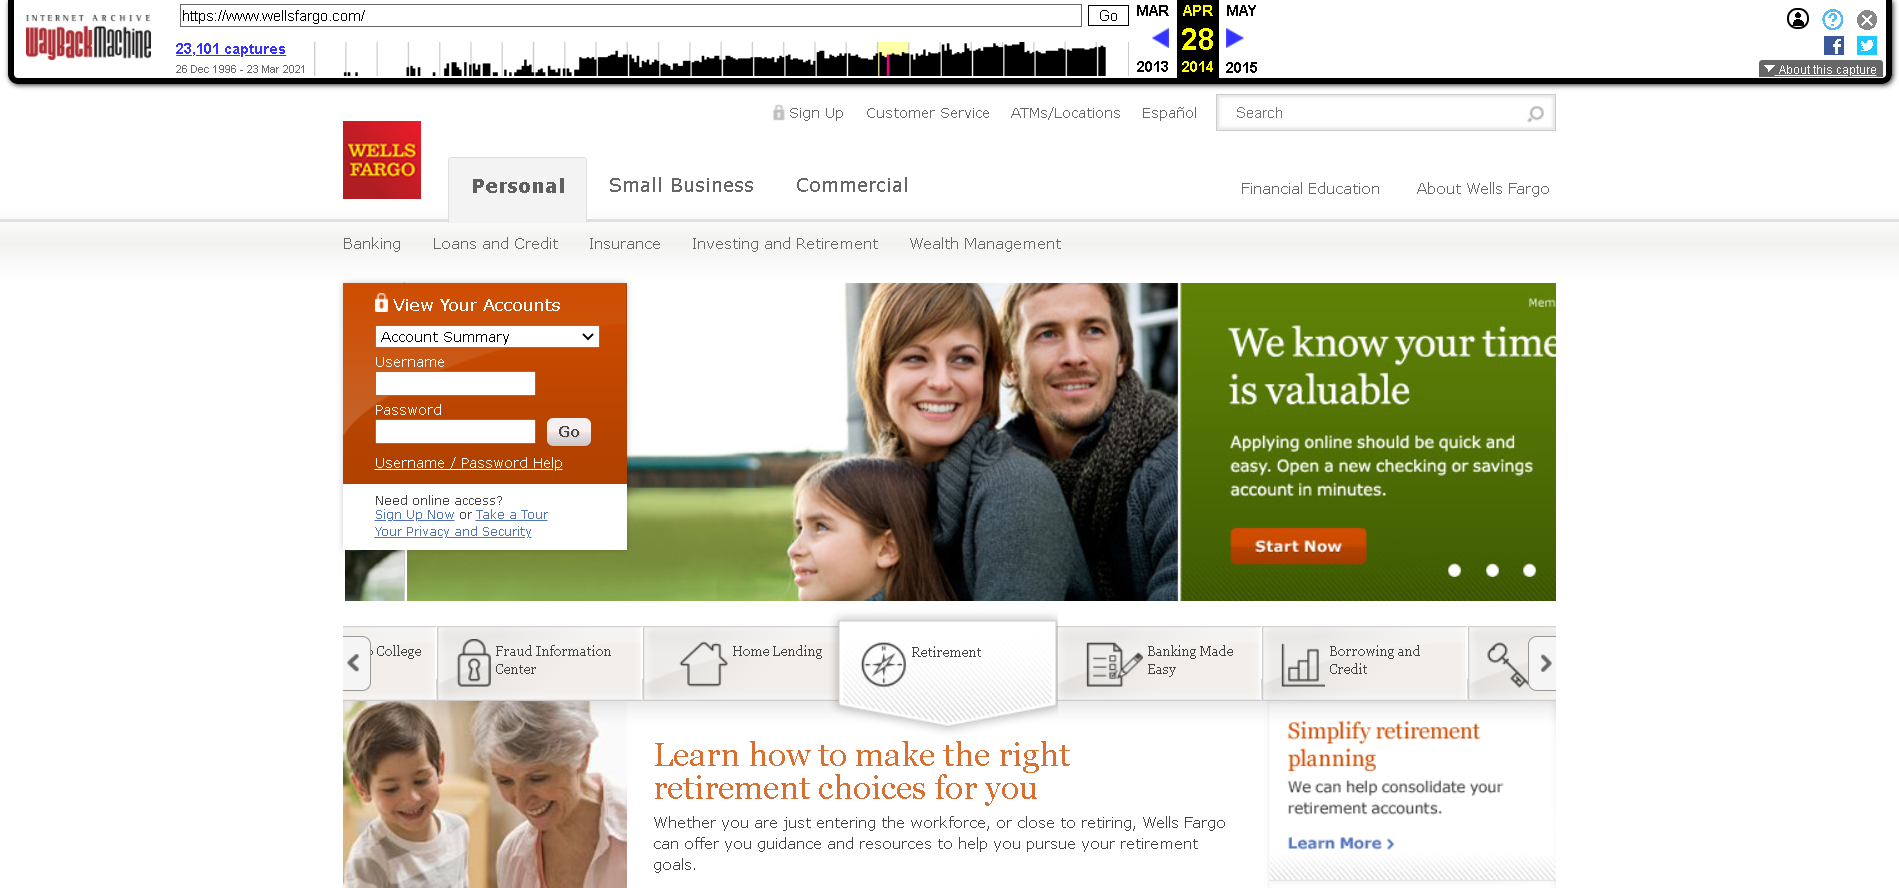 INTERNET ARCHIVE
WayBackMachine
https://www.wellsfargo.com/
Go
23,101 captures
26 Dec 1996 - 23 Mar 2021
MAR APR MAY
28
2013 2014 2015
About this capture
Sign Up Customer Service ATMs/Locations Español Search
WELLS
FARGO
Personal Small Business Commercial
Financial Education About Wells Fargo
Banking Loans and Credit Insurance Investing and Retirement Wealth Management
View Your Accounts
Account Summary
Username
Password
Go
Username / Password Help
Need online access?
Sign Up Now or Take a Tour
Your Privacy and Security
Mem
We know your time
is valuable
Applying online should be quick and
easy. Open a new checking or savings
account in minutes.
Start Now
College
Fraud Information
Center
Home Lending
Retirement
Banking Made
Easy
Borrowing and
Credit
Learn how to make the right
retirement choices for you
Whether you are just entering the workforce, or close to retiring, Wells Fargo
can offer you guidance and resources to help you pursue your retirement
goals.
Simplify retirement
planning
We can help consolidate your
retirement accounts.
Learn More